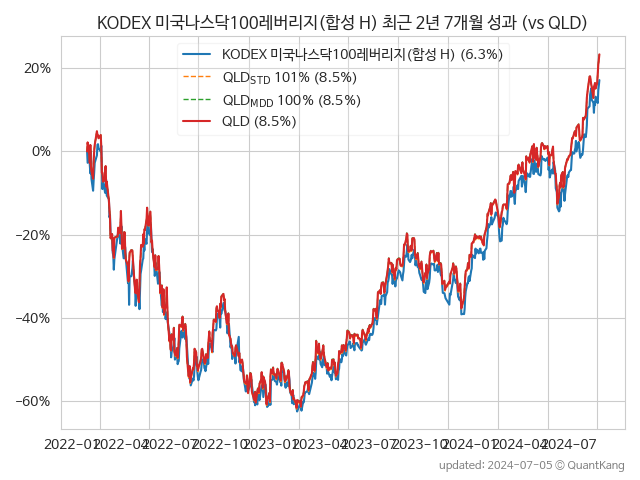 KODEX 미국나스닥100레버리지(합성 H) 최근 2년 7개월 성과 (vs QLD)
KODEX 미국나스닥100레버리지(합성 H) (6.3%)
QLD_STD 101% (8.5%)
QLD_MDD 100% (8.5%)
QLD (8.5%)
20%
0%
−20%
−40%
−60%
2022-01 2022-04 2022-07 2022-10 2023-01 2023-04 2023-07 2023-10 2024-01 2024-04 2024-07
updated: 2024-07-05 © QuantKang